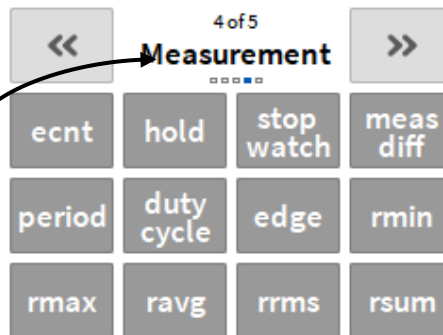 4 of 5
«
Measurement
»
ecnt
hold
stop
watch
meas
diff
period
duty
cycle
edge
rmin
rmax
ravg
rrms
rsum